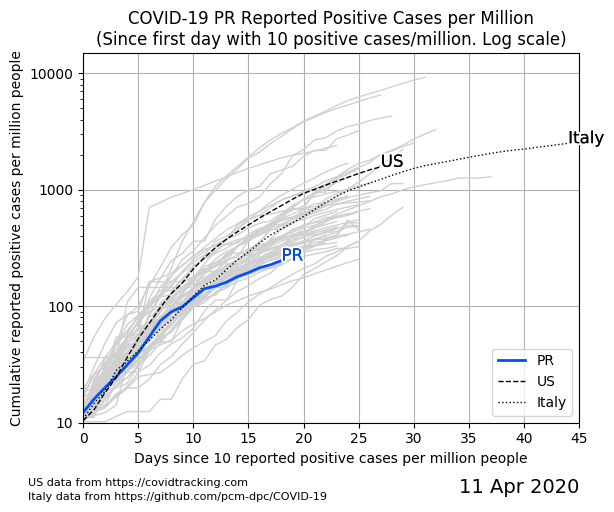 COVID-19 PR Reported Positive Cases per Million
(Since first day with 10 positive cases/million. Log scale)
Cumulative reported positive cases per million people
10000
1000
100
10
Italy
US
PR
PR
US
Italy
0 5 10 15 20 25 30 35 40 45
Days since 10 reported positive cases per million people
US data from https://covidtracking.com
Italy data from https://github.com/pcm-dpc/COVID-19
11 Apr 2020